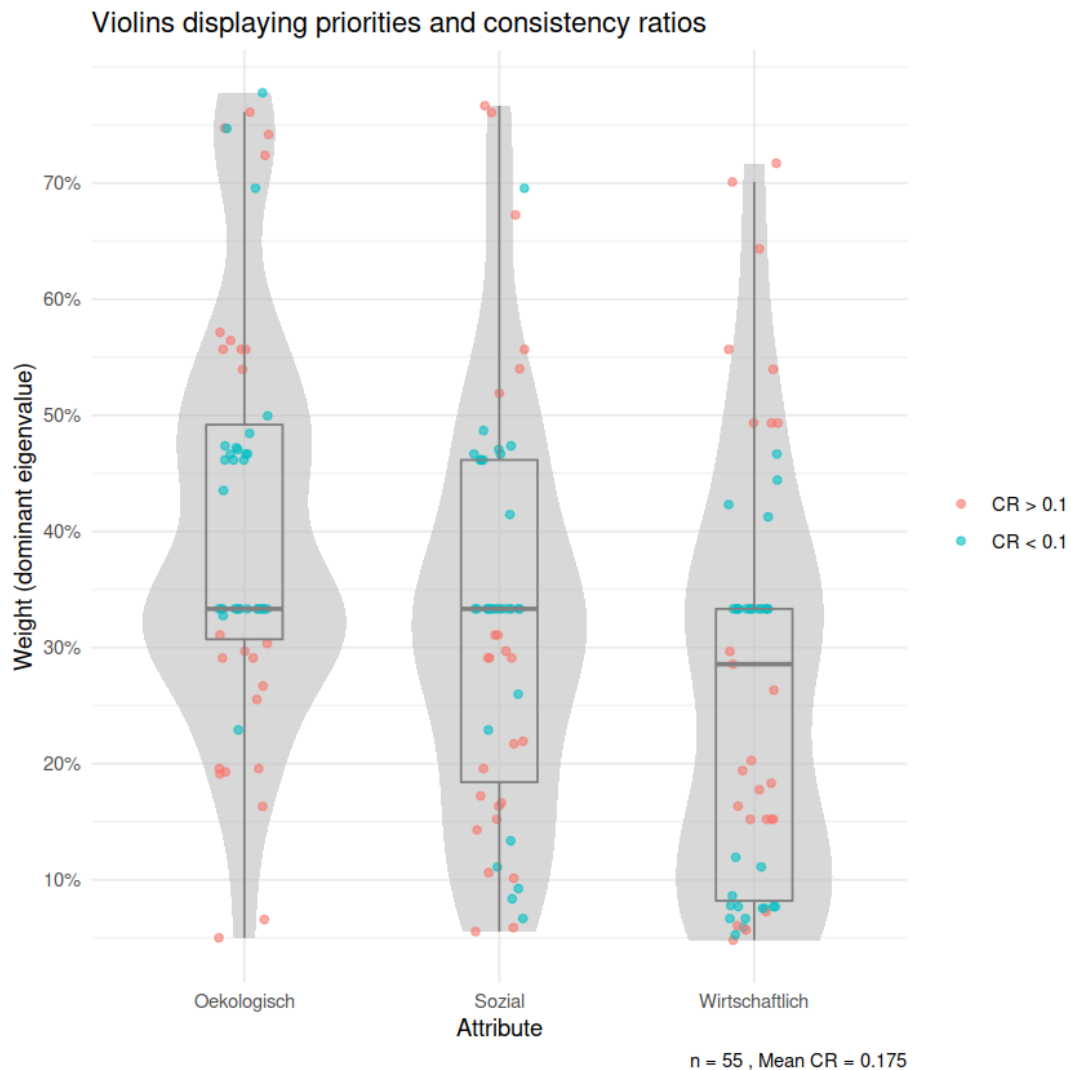 Violins displaying priorities and consistency ratios
Weight (dominant eigenvalue)
70%
60%
50%
40%
30%
20%
10%
Oekologisch
Sozial
Wirtschaftlich
Attribute
CR > 0.1
CR < 0.1
n = 55 , Mean CR = 0.175